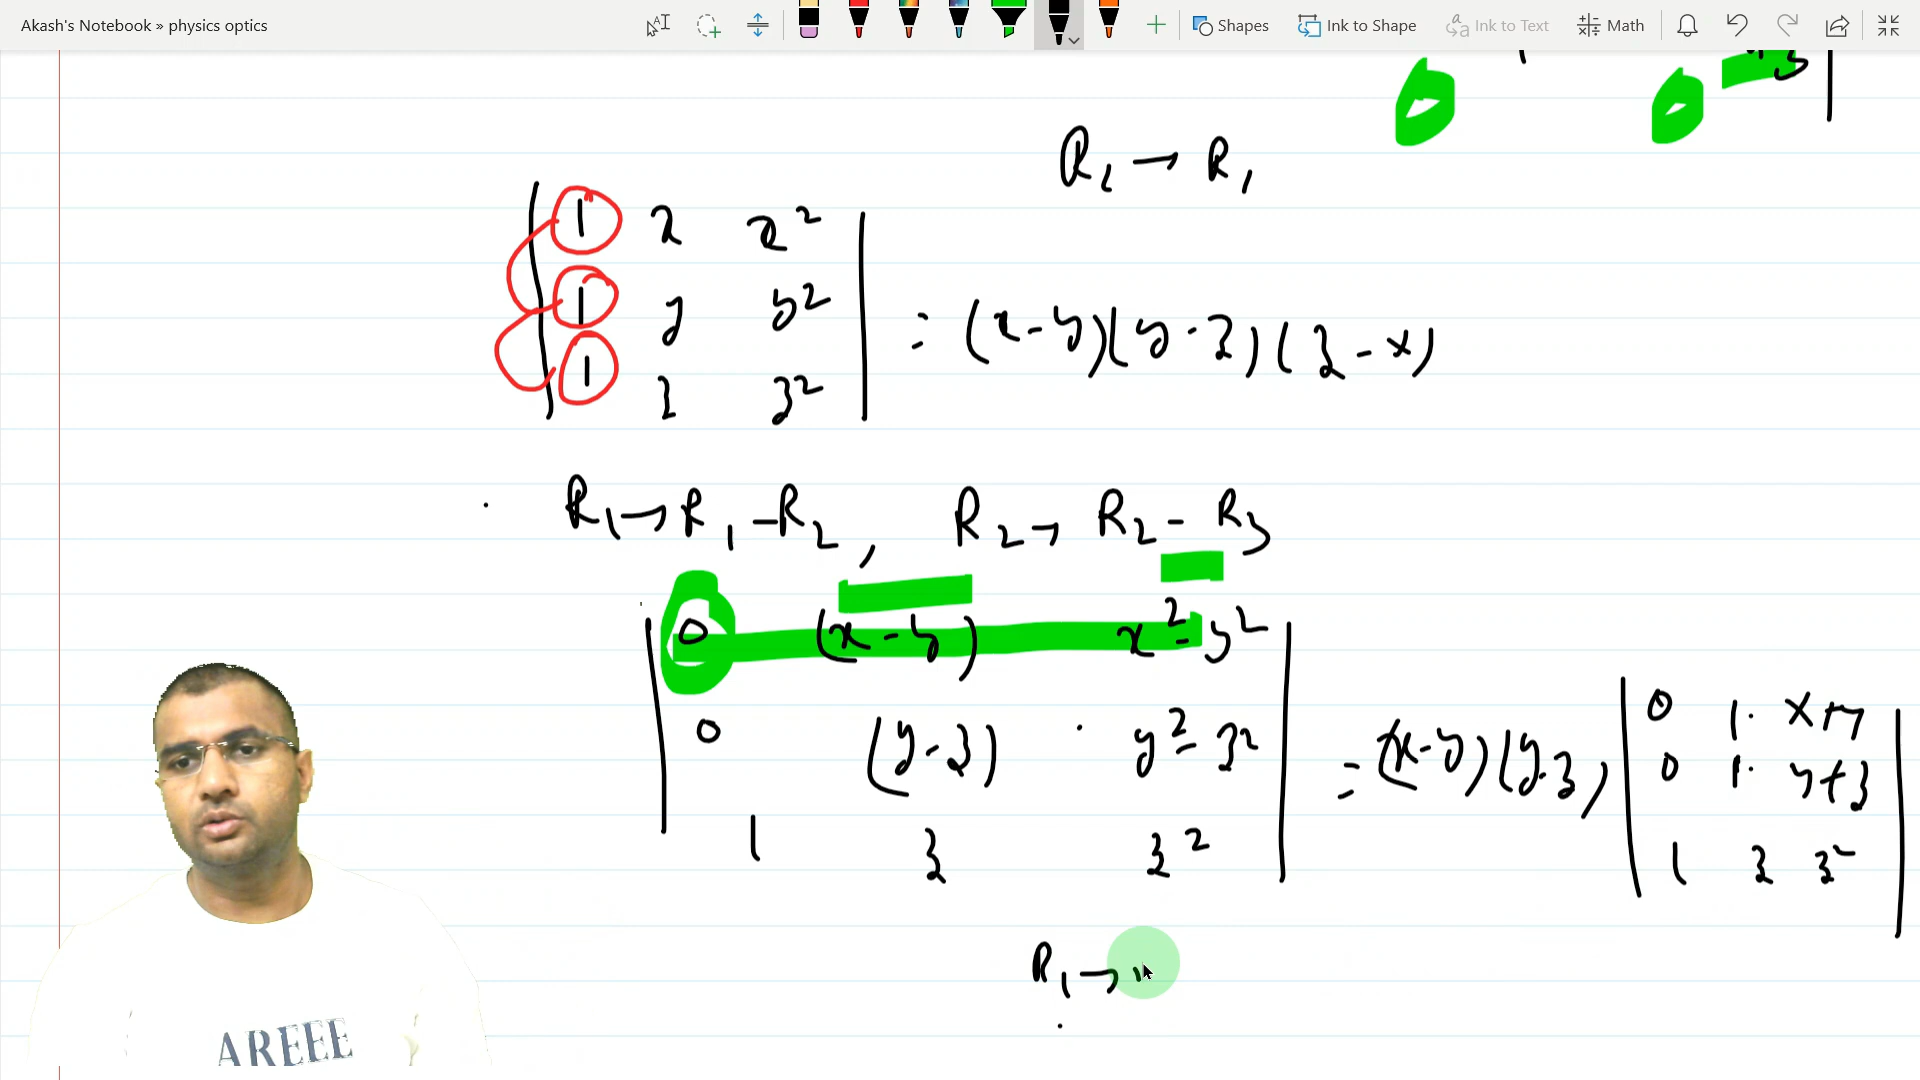 Akash's Notebook » physics optics
Shapes Ink to Shape Ink to Text Math
R₁ → R₁
| 1 x x² |
| 1 y y² | = (x-y)(y-z)(z-x)
| 1 z z² |
R₁ → R₁ - R₂, R₂ → R₂ - R₃
| 0 (x-y) x²-y² |
| 0 (y-z) y²-z² | = (x-y)(y-z)
| 1 z z² |
| 0 1 x+y |
| 0 1 y+z |
| 1 z z² |
R₁ →
AREEE